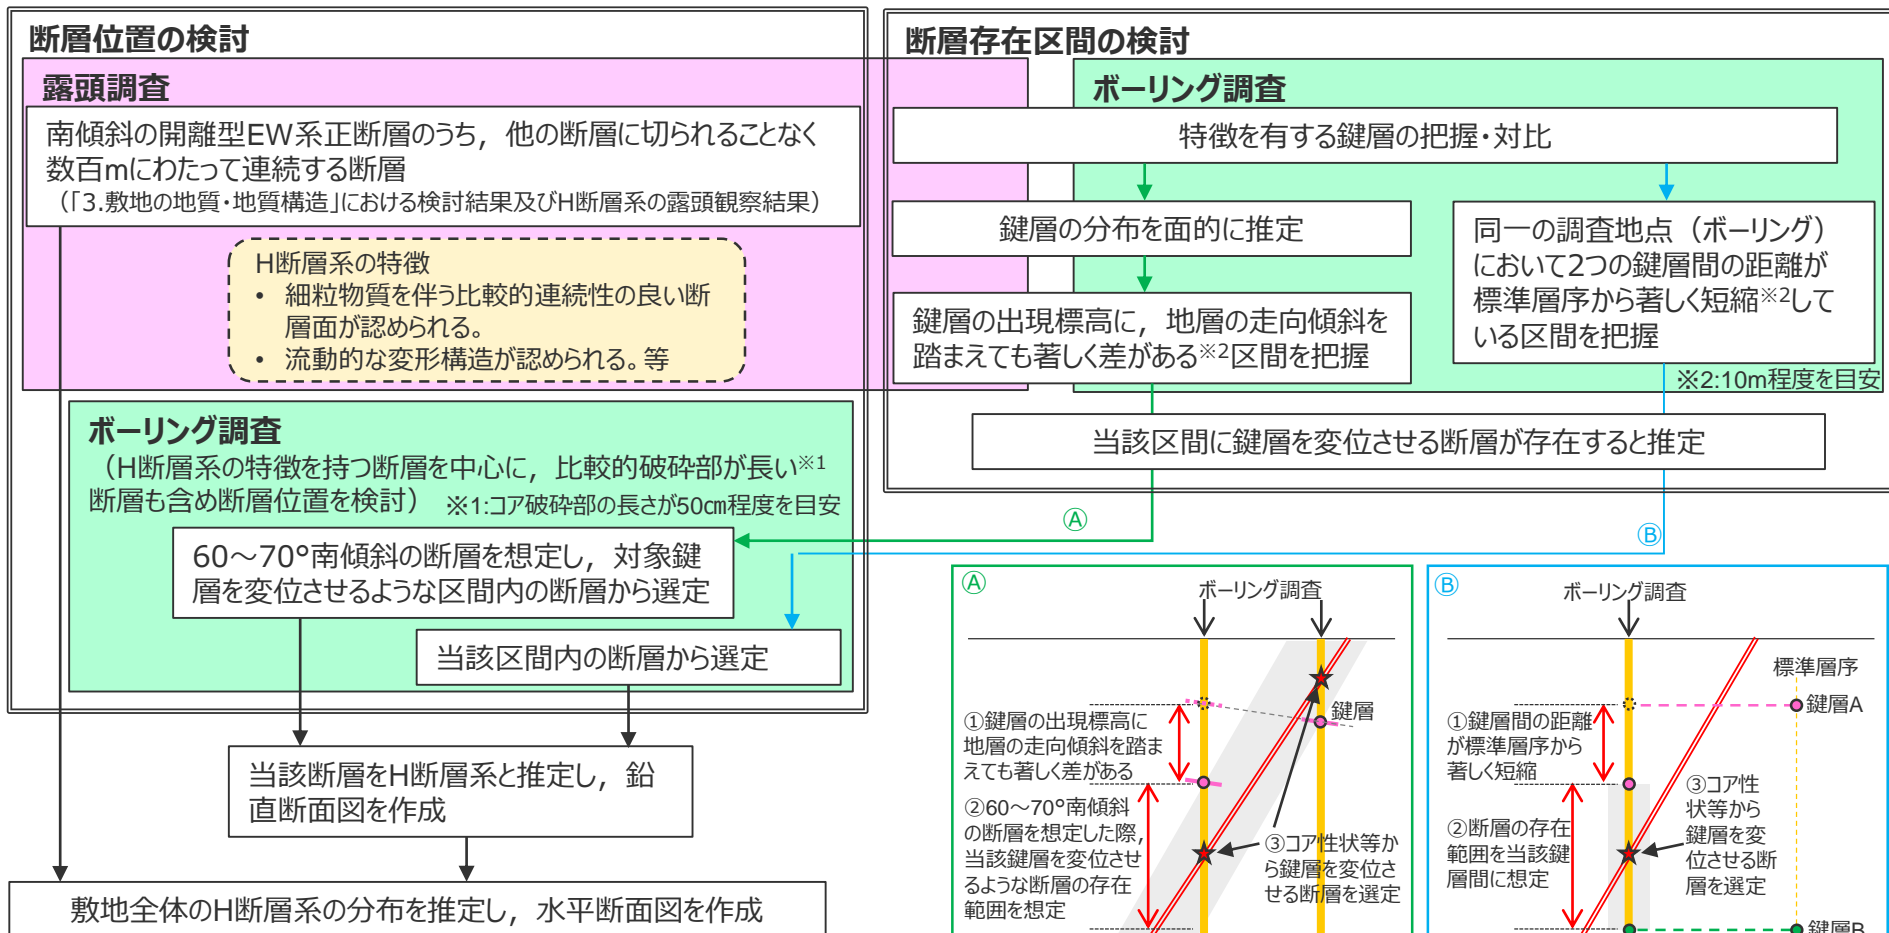 断層位置の検討
露頭調査
南傾斜の開離型EW系正断層のうち，他の断層に切られることなく
数百mにわたって連続する断層
（「3.敷地の地質・地質構造」における検討結果及びH断層系の露頭観察結果）
H断層系の特徴
• 細粒物質を伴う比較的連続性の良い断
層面が認められる。
• 流動的な変形構造が認められる。等
ボーリング調査
（H断層系の特徴を持つ断層を中心に，比較的破砕部が長い※1
断層も含め断層位置を検討） ※1:コア破砕部の長さが50cm程度を目安
60～70°南傾斜の断層を想定し，対象鍵
層を変位させるような区間内の断層から選定
当該区間内の断層から選定
当該断層をH断層系と推定し，鉛
直断面図を作成
敷地全体のH断層系の分布を推定し，水平断面図を作成
断層存在区間の検討
ボーリング調査
特徴を有する鍵層の把握・対比
鍵層の分布を面的に推定
鍵層の出現標高に，地層の走向傾斜を
踏まえても著しく差がある※2区間を把握
同一の調査地点（ボーリング）
において2つの鍵層間の距離が
標準層序から著しく短縮※2して
いる区間を把握
※2:10m程度を目安
当該区間に鍵層を変位させる断層が存在すると推定
Ⓐ
Ⓑ
Ⓐ
ボーリング調査
鍵層
①鍵層の出現標高に
地層の走向傾斜を踏ま
えても著しく差がある
②60～70°南傾斜
の断層を想定した際，
当該鍵層を変位させ
るような断層の存在
範囲を想定
③コア性状等か
ら鍵層を変位さ
せる断層を選定
Ⓑ
ボーリング調査
標準層序
鍵層A
①鍵層間の距離
が標準層序から
著しく短縮
②断層の存在
範囲を当該鍵
層間に想定
③コア性
状等から
鍵層を変
位させる断
層を選定
鍵層B